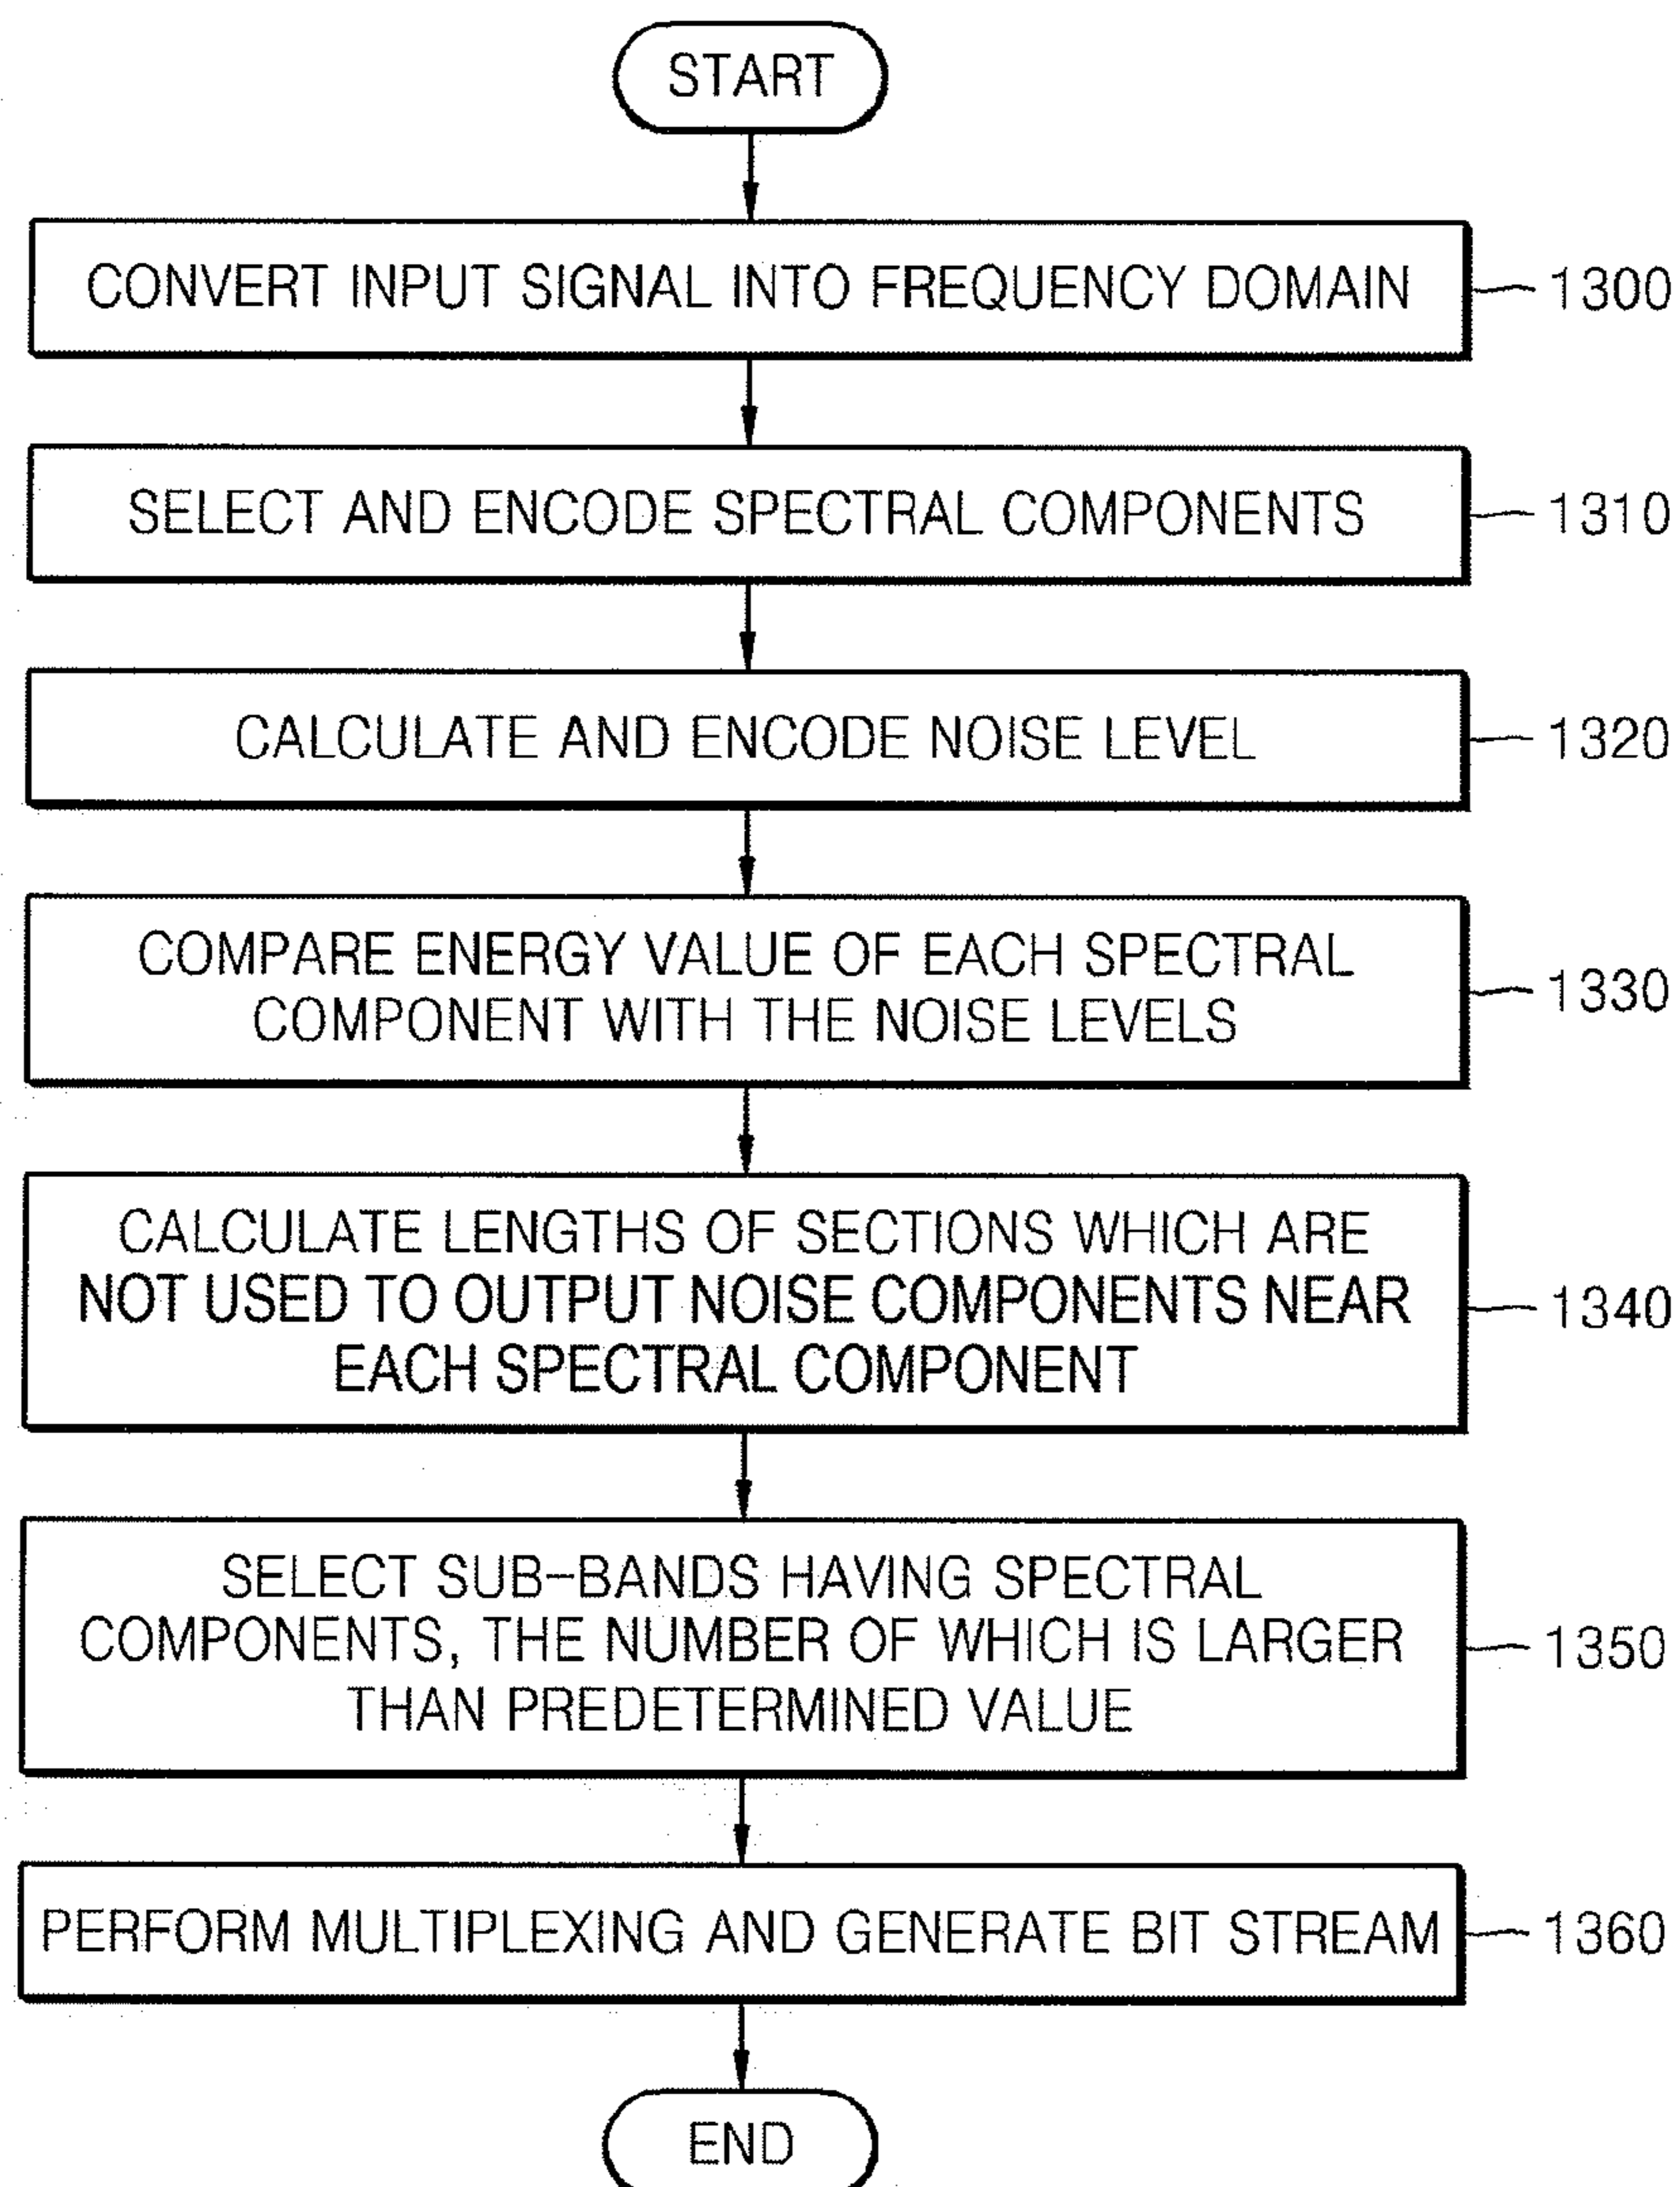 START
CONVERT INPUT SIGNAL INTO FREQUENCY DOMAIN
1300
SELECT AND ENCODE SPECTRAL COMPONENTS
1310
CALCULATE AND ENCODE NOISE LEVEL
1320
COMPARE ENERGY VALUE OF EACH SPECTRAL
COMPONENT WITH THE NOISE LEVELS
1330
CALCULATE LENGTHS OF SECTIONS WHICH ARE
NOT USED TO OUTPUT NOISE COMPONENTS NEAR
EACH SPECTRAL COMPONENT
1340
SELECT SUB-BANDS HAVING SPECTRAL
COMPONENTS, THE NUMBER OF WHICH IS LARGER
THAN PREDETERMINED VALUE
1350
PERFORM MULTIPLEXING AND GENERATE BIT STREAM
1360
END